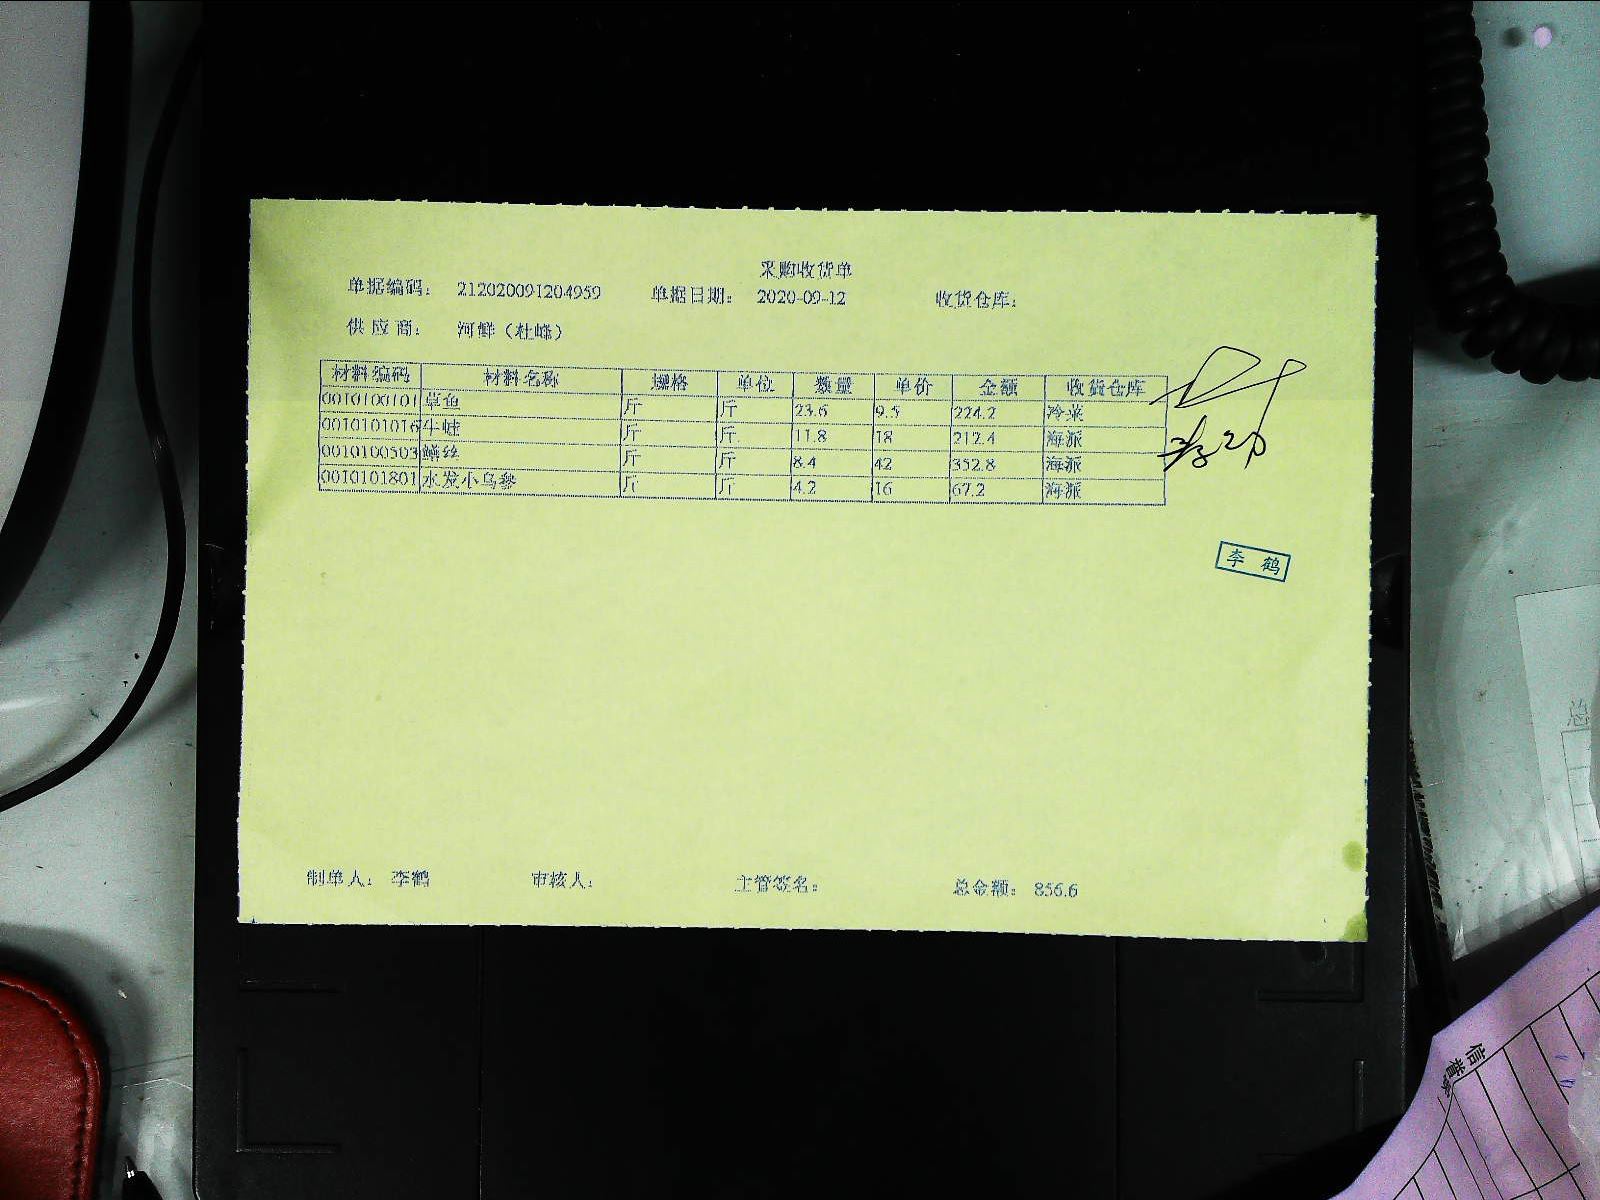 采购收货单
单据编码： 212020091204959 单据日期： 2020-09-12 收货仓库：
供应商： 河鲜（杜峰）
材料编码 材料名称 规格 单位 数量 单价 金额 收货仓库
0010100101 草鱼 斤 斤 23.6 9.5 224.2 冷菜
0010101016 牛蛙 斤 斤 11.8 18 212.4 海派
0010100503 鳝丝 斤 斤 8.4 42 352.8 海派
0010101801 水发小乌参 斤 斤 4.2 16 67.2 海派
李鹤
制单人： 李鹤 审核人： 主管签名： 总金额： 856.6
总
信誉